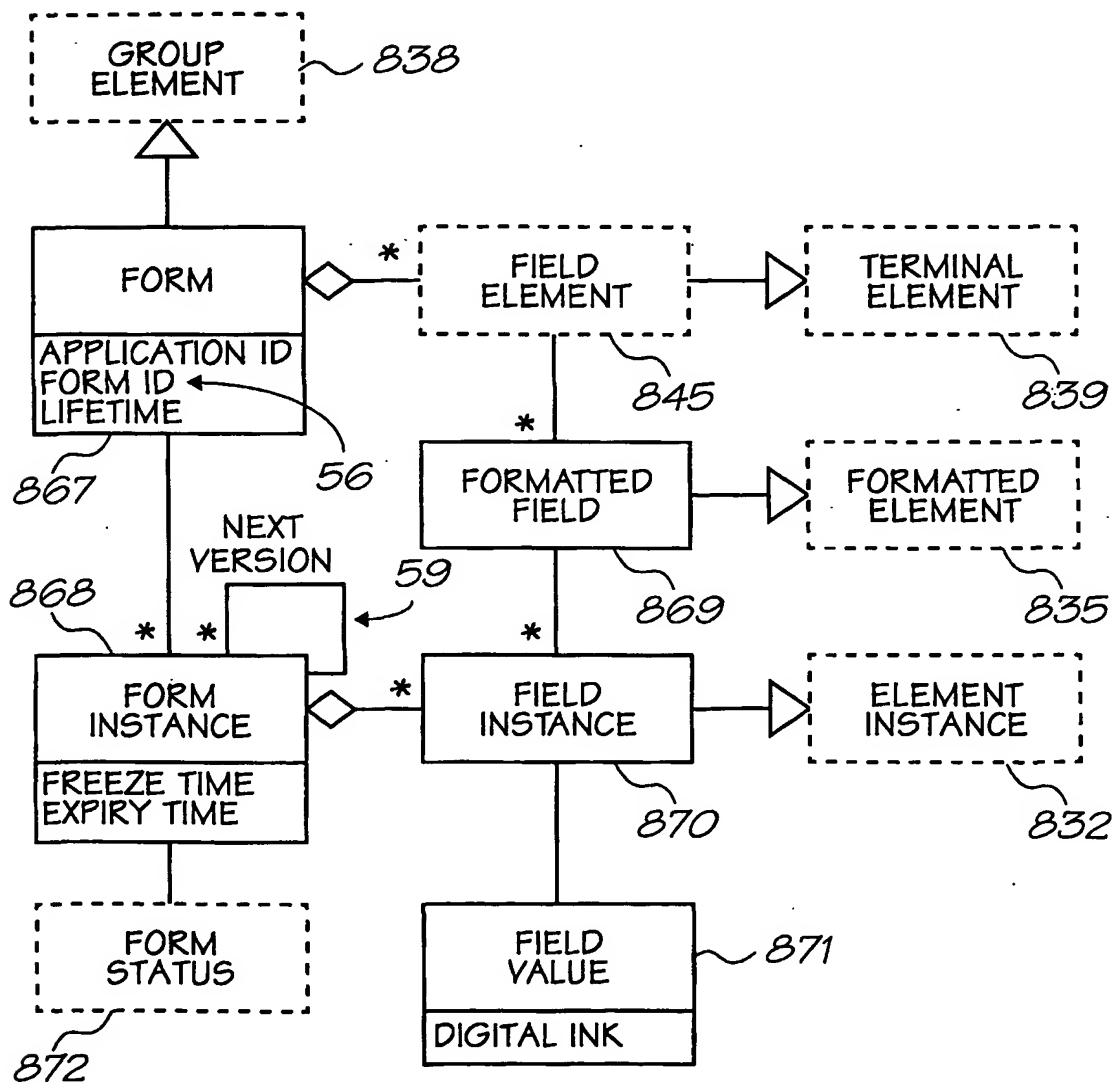 GROUP
ELEMENT
838
FORM
*
FIELD
ELEMENT
TERMINAL
ELEMENT
APPLICATION ID
FORM ID
LIFETIME
845
839
867
56
*
FORMATTED
FIELD
FORMATTED
ELEMENT
NEXT
VERSION
59
869
835
868
*
*
*
FORM
INSTANCE
*
FIELD
INSTANCE
ELEMENT
INSTANCE
FREEZE TIME
EXPIRY TIME
870
832
FORM
STATUS
FIELD
VALUE
871
DIGITAL INK
872